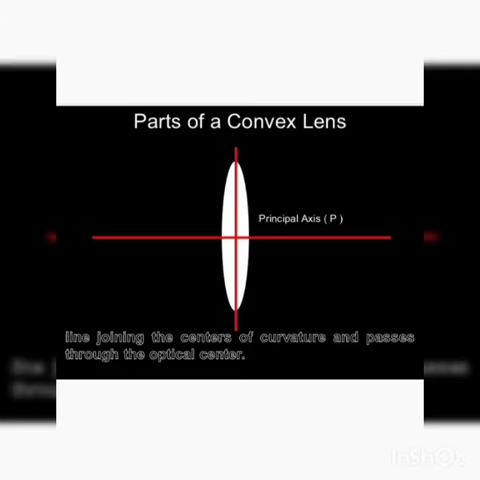 Parts of a Convex Lens
Principal Axis ( P )
line joining the centers of curvature and passes
through the optical center.
InShOt